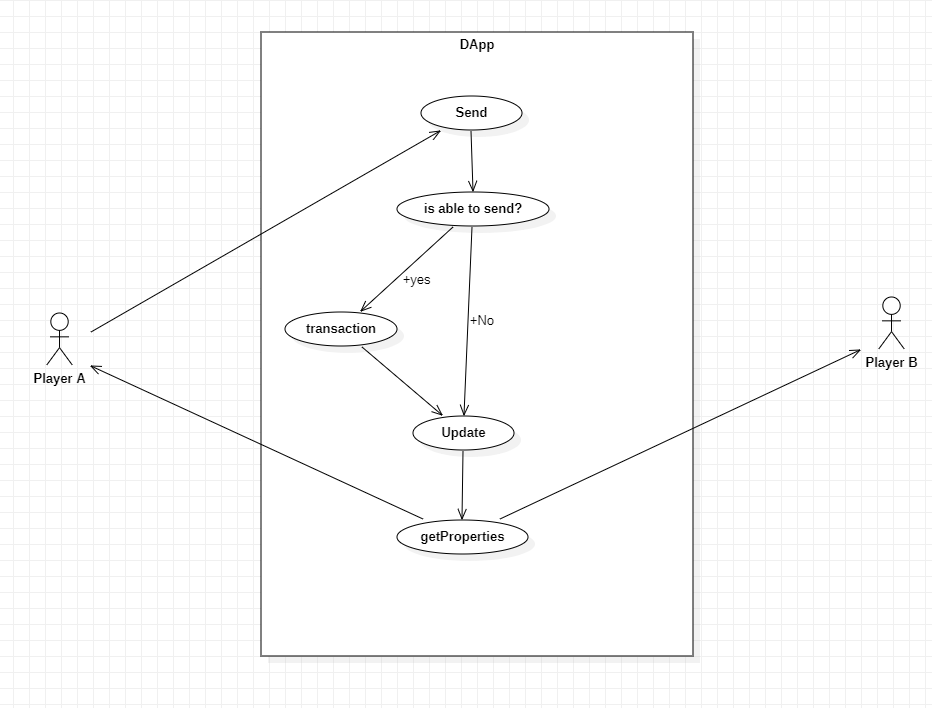 DApp
Send
is able to send?
+yes
transaction
+No
Player A
Player B
Update
getProperties